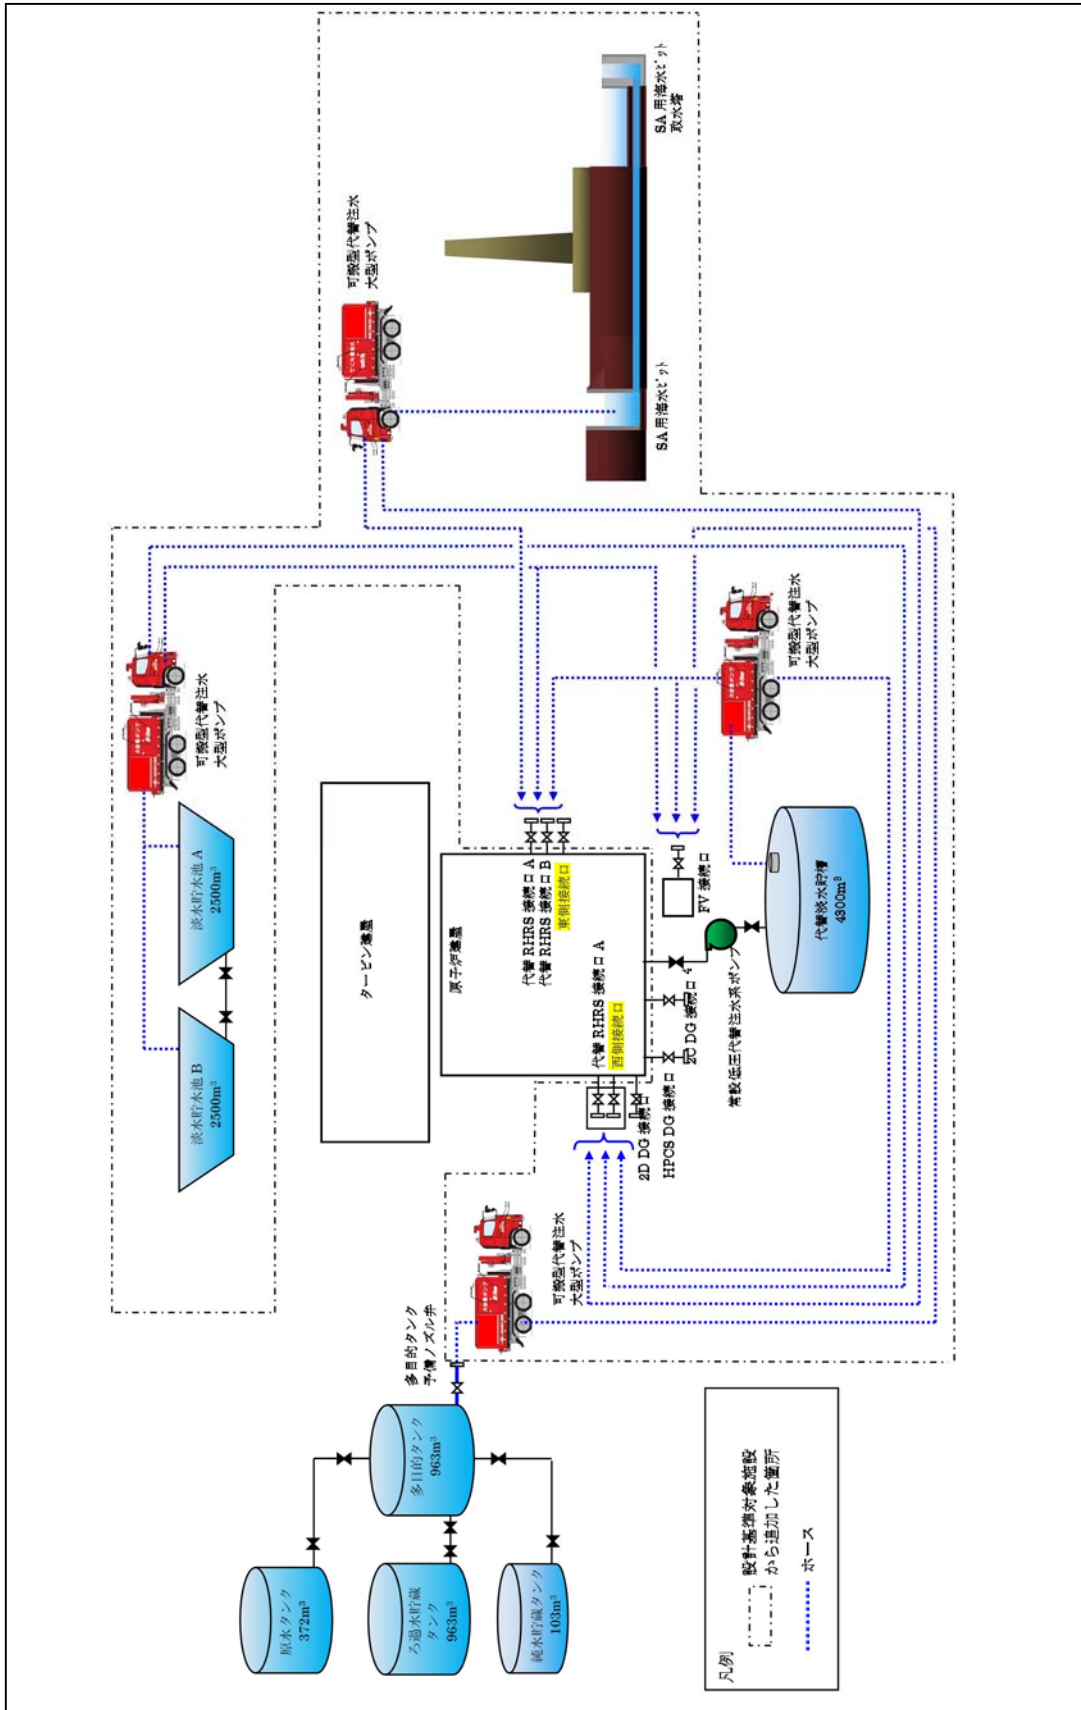 原水タンク
372m³
ろ過水貯蔵
タンク
963m³
純水貯蔵タンク
103m³
多目的タンク
963m³
多目的タンク
予備ノズル弁
可搬型代替注水
大型ポンプ
淡水貯水池 B
2500m³
淡水貯水池 A
2500m³
可搬型代替注水
大型ポンプ
タービン建屋
原子炉建屋
代替 RHRS 接続口 A
西側接続口
2D DG 接続口
HPCS DG 接続口
2C DG 接続口
代替 RHRS 接続口 A
代替 RHRS 接続口 B
東側接続口
FV 接続口
常設低圧代替注水系ポンプ
代替淡水貯槽
4300m³
可搬型代替注水
大型ポンプ
可搬型代替注水
大型ポンプ
SA 用海水ピット
SA 用海水ピット
取水塔
凡例
設計基準対象施設
から追加した箇所
ホース